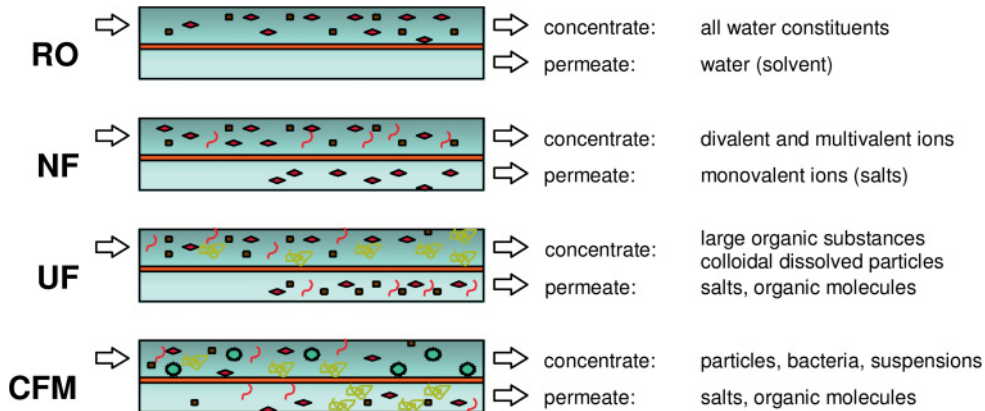 RO
concentrate: all water constituents
permeate: water (solvent)
NF
concentrate: divalent and multivalent ions
permeate: monovalent ions (salts)
UF
concentrate: large organic substances
colloidal dissolved particles
permeate: salts, organic molecules
CFM
concentrate: particles, bacteria, suspensions
permeate: salts, organic molecules